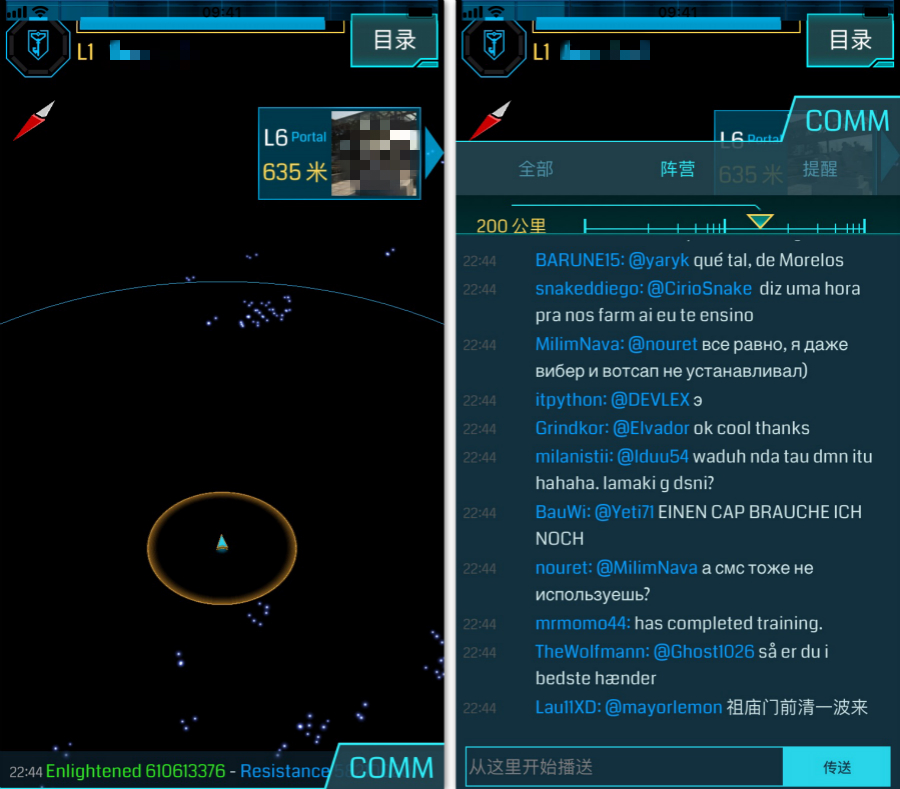 09:41
L1
目录
L6 Portal
635 米
22:44 Enlightened 610613376 - Resistance
COMM
09:41
L1
目录
L6 Portal
635 米
COMM
全部 阵营 提醒
200 公里
22:44 BARUNE15: @yaryk qué tal, de Morelos
22:44 snakeddiego: @CirioSnake diz uma hora
pra nos farm ai eu te ensino
22:44 MilimNava: @nouret все равно, я даже
вибер и вотсап не устанавливал)
22:44 itpython: @DEVLEX э
22:44 Grindkor: @Elvador ok cool thanks
22:44 milanistii: @Iduu54 waduh nda tau dmn itu
hahaha. lamaki g dsni?
22:44 BauWi: @Yeti71 EINEN CAP BRAUCHE ICH
NOCH
22:44 nouret: @MilimNava а смс тоже не
используешь?
22:44 mrmomo44: has completed training.
22:44 TheWolfmann: @Ghost1026 så er du i
bedste hænder
22:44 Lau11XD: @mayorlemon 祖庙门前清一波来
从这里开始播送
传送